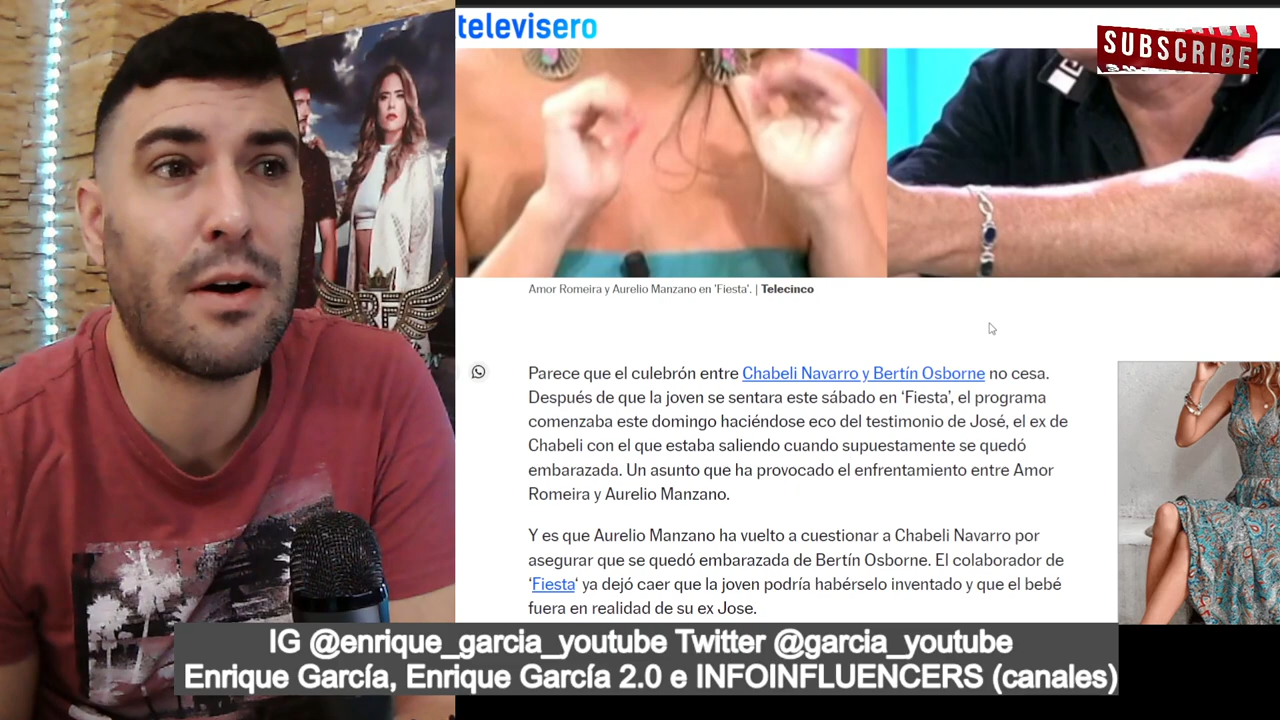 televisero
SUBSCRIBE
Amor Romeira y Aurelio Manzano en 'Fiesta'. | Telecinco
Parece que el culebrón entre Chabeli Navarro y Bertín Osborne no cesa.
Después de que la joven se sentara este sábado en ‘Fiesta’, el programa
comenzaba este domingo haciéndose eco del testimonio de José, el ex de
Chabeli con el que estaba saliendo cuando supuestamente se quedó
embarazada. Un asunto que ha provocado el enfrentamiento entre Amor
Romeira y Aurelio Manzano.
Y es que Aurelio Manzano ha vuelto a cuestionar a Chabeli Navarro por
asegurar que se quedó embarazada de Bertín Osborne. El colaborador de
‘Fiesta‘ ya dejó caer que la joven podría habérselo inventado y que el bebé
fuera en realidad de su ex Jose.
IG @enrique_garcia_youtube Twitter @garcia_youtube
Enrique García, Enrique García 2.0 e INFOINFLUENCERS (canales)